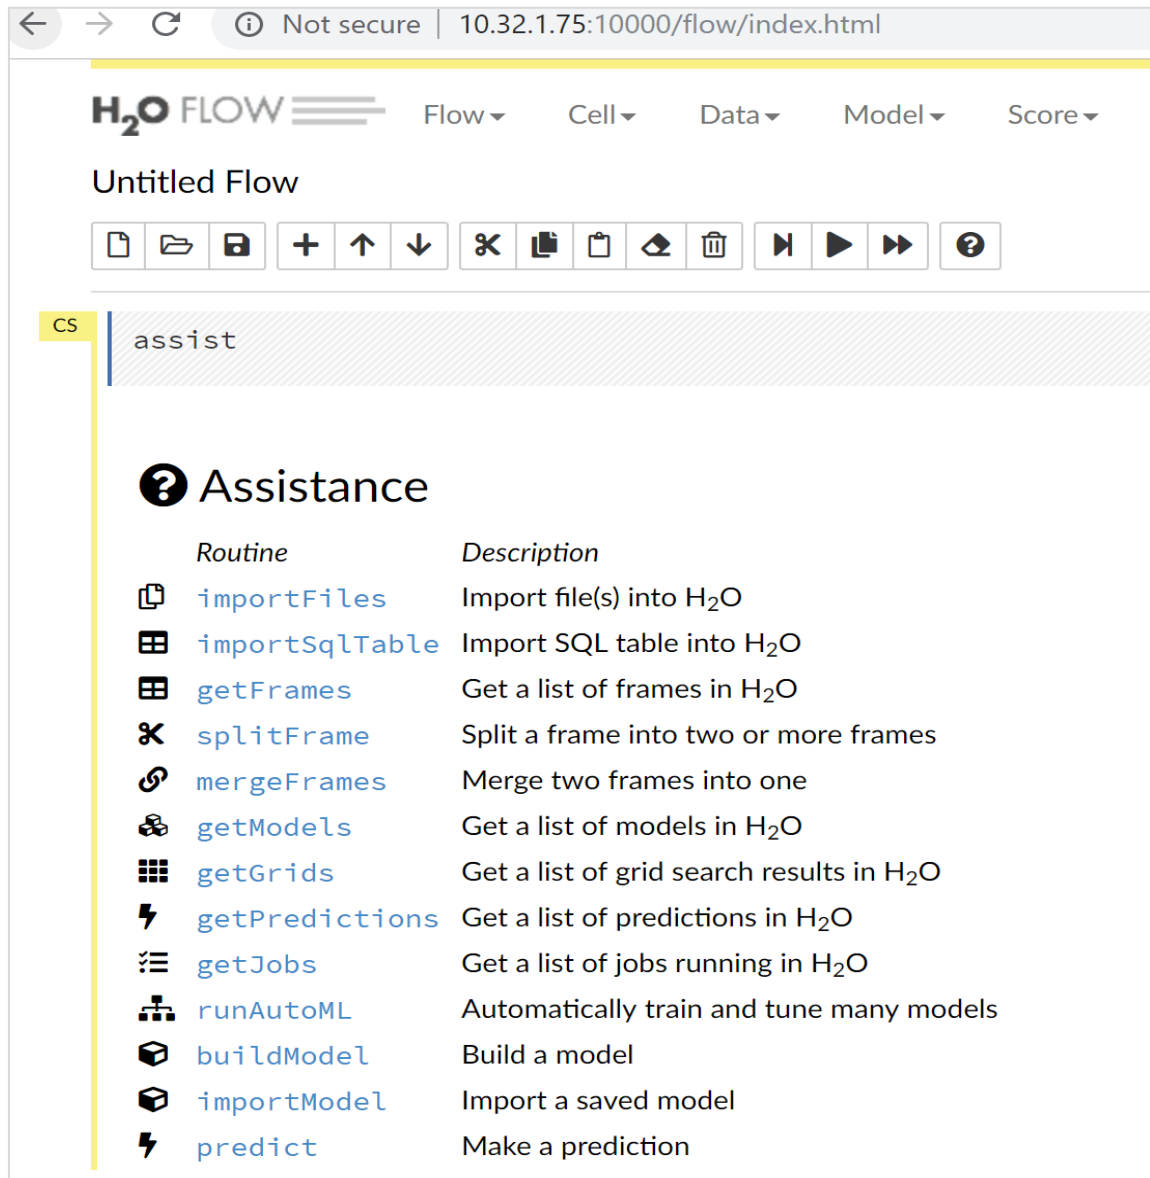 Not secure | 10.32.1.75:10000/flow/index.html
H2O FLOW Flow Cell Data Model Score
Untitled Flow
CS
assist
Assistance
Routine Description
importFiles Import file(s) into H2O
importSqlTable Import SQL table into H2O
getFrames Get a list of frames in H2O
splitFrame Split a frame into two or more frames
mergeFrames Merge two frames into one
getModels Get a list of models in H2O
getGrids Get a list of grid search results in H2O
getPredictions Get a list of predictions in H2O
getJobs Get a list of jobs running in H2O
runAutoML Automatically train and tune many models
buildModel Build a model
importModel Import a saved model
predict Make a prediction